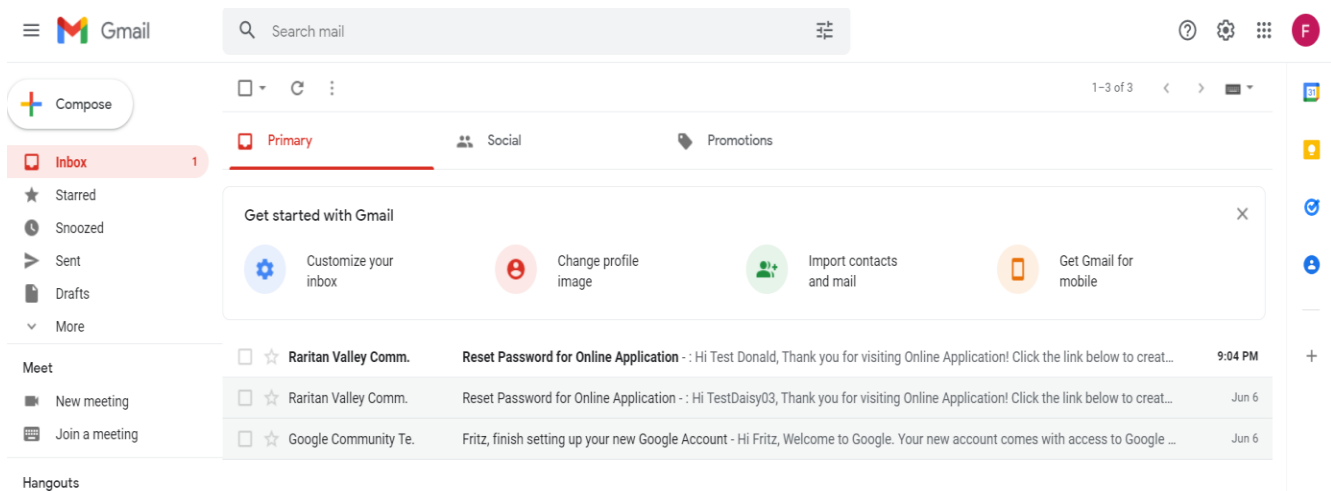 Gmail
Search mail
F
Compose
1–3 of 3
31
Primary
Social
Promotions
Inbox 1
Starred
Snoozed
Sent
Drafts
More
Get started with Gmail
Customize your
inbox
Change profile
image
Import contacts
and mail
Get Gmail for
mobile
Raritan Valley Comm. Reset Password for Online Application - : Hi Test Donald, Thank you for visiting Online Application! Click the link below to creat... 9:04 PM
Raritan Valley Comm. Reset Password for Online Application - : Hi TestDaisy03, Thank you for visiting Online Application! Click the link below to creat... Jun 6
Google Community Te. Fritz, finish setting up your new Google Account - Hi Fritz, Welcome to Google. Your new account comes with access to Google ... Jun 6
Meet
New meeting
Join a meeting
Hangouts